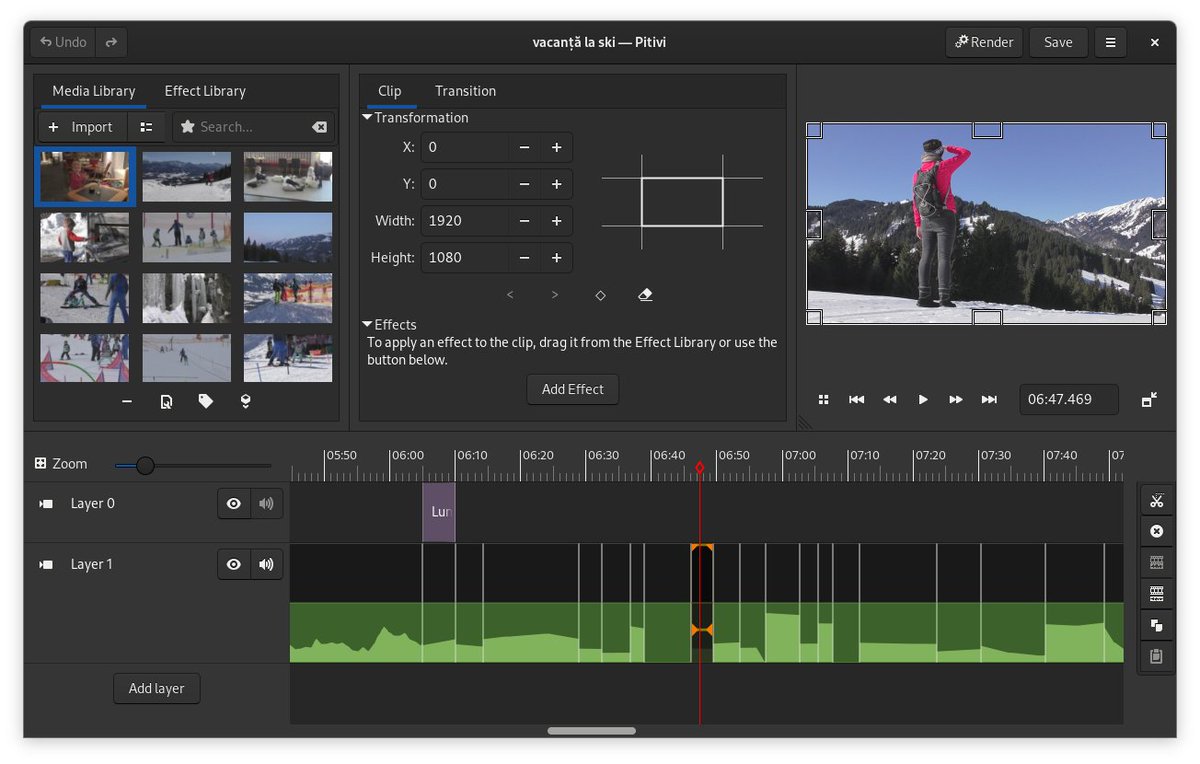 Undo
vacanță la ski — Pitivi
Render
Save
Media Library
Effect Library
Import
Search...
Clip
Transition
Transformation
X: 0
Y: 0
Width: 1920
Height: 1080
Effects
To apply an effect to the clip, drag it from the Effect Library or use the
button below.
Add Effect
06:47.469
Zoom
05:50 06:00 06:10 06:20 06:30 06:40 06:50 07:00 07:10 07:20 07:30 07:40 07
Layer 0
Lun
Layer 1
Add layer